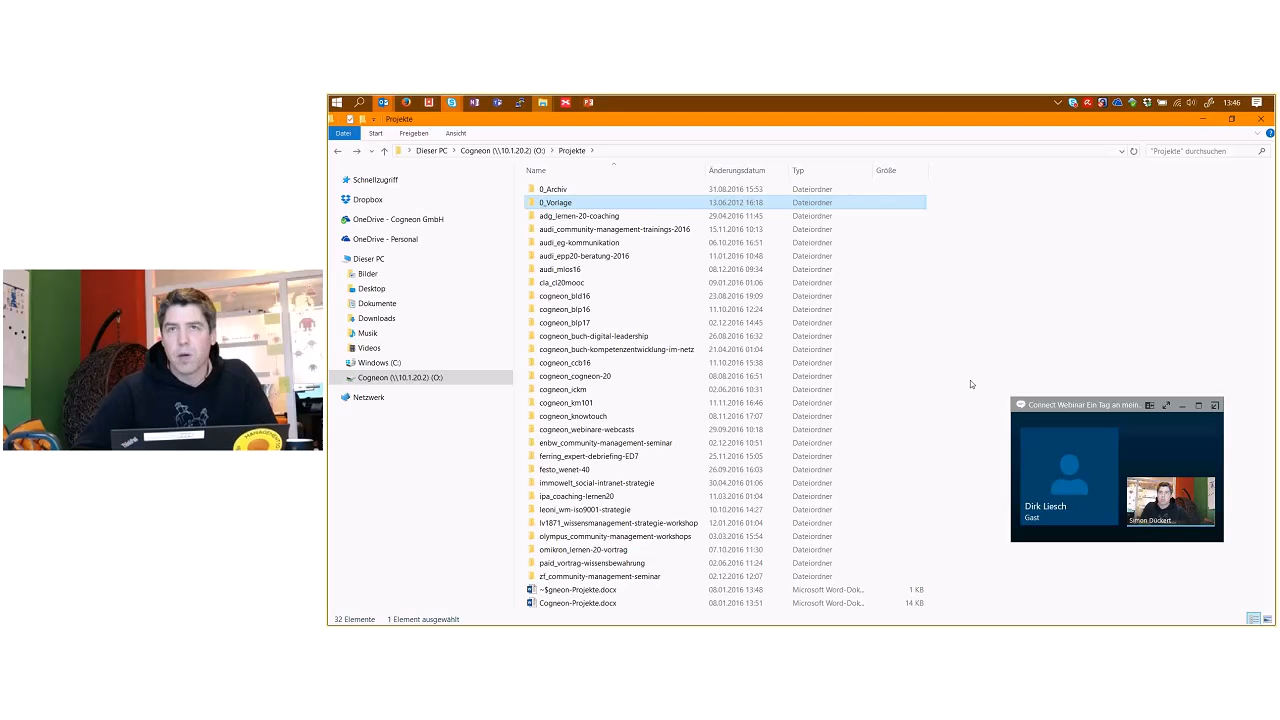 13:46
Projekte
Datei Start Freigeben Ansicht
Dieser PC Cogneon (\\10.1.20.2) (O:) Projekte
"Projekte" durchsuchen
Name Änderungsdatum Typ Größe
Schnellzugriff
Dropbox
OneDrive - Cogneon GmbH
OneDrive - Personal
Dieser PC
Bilder
Desktop
Dokumente
Downloads
Musik
Videos
Windows (C:)
Cogneon (\\10.1.20.2) (O:)
Netzwerk
0_Archiv 31.08.2016 15:53 Dateiordner
0_Vorlage 13.06.2012 16:18 Dateiordner
adg_lernen-20-coaching 29.04.2016 11:45 Dateiordner
audi_community-management-trainings-2016 15.11.2016 10:13 Dateiordner
audi_eg-kommunikation 06.10.2016 16:51 Dateiordner
audi_epp20-beratung-2016 11.01.2016 10:48 Dateiordner
audi_mlos16 08.12.2016 09:34 Dateiordner
cla_cl20mooc 09.01.2016 01:06 Dateiordner
cogneon_bld16 23.08.2016 19:09 Dateiordner
cogneon_blp16 11.10.2016 12:24 Dateiordner
cogneon_blp17 02.12.2016 14:45 Dateiordner
cogneon_buch-digital-leadership 26.08.2016 16:32 Dateiordner
cogneon_buch-kompetenzentwicklung-im-netz 21.04.2016 01:04 Dateiordner
cogneon_ccb16 11.10.2016 15:38 Dateiordner
cogneon_cogneon-20 08.08.2016 16:51 Dateiordner
cogneon_ickm 02.06.2016 10:31 Dateiordner
cogneon_km101 11.11.2016 16:46 Dateiordner
cogneon_knowtouch 08.11.2016 17:07 Dateiordner
cogneon_webinare-webcasts 29.09.2016 10:18 Dateiordner
enbw_community-management-seminar 02.12.2016 10:51 Dateiordner
ferring_expert-debriefing-ED7 25.11.2016 15:05 Dateiordner
festo_wenet-40 26.09.2016 16:03 Dateiordner
immowelt_social-intranet-strategie 30.04.2016 01:06 Dateiordner
ipa_coaching-lernen20 11.03.2016 01:04 Dateiordner
leoni_wm-iso9001-strategie 10.10.2016 14:27 Dateiordner
lv1871_wissensmanagement-strategie-workshop 12.01.2016 01:04 Dateiordner
olympus_community-management-workshops 03.03.2016 15:54 Dateiordner
omikron_lernen-20-vortrag 07.10.2016 11:30 Dateiordner
paid_vortrag-wissensbewahrung 02.06.2016 11:24 Dateiordner
zf_community-management-seminar 02.12.2016 12:07 Dateiordner
~$gneon-Projekte.docx 08.01.2016 13:48 Microsoft Word-Dok... 1 KB
Cogneon-Projekte.docx 08.01.2016 13:51 Microsoft Word-Dok... 14 KB
32 Elemente 1 Element ausgewählt
Connect Webinar Ein Tag an mein...
Dirk Liesch
Gast
Simon Dückert...